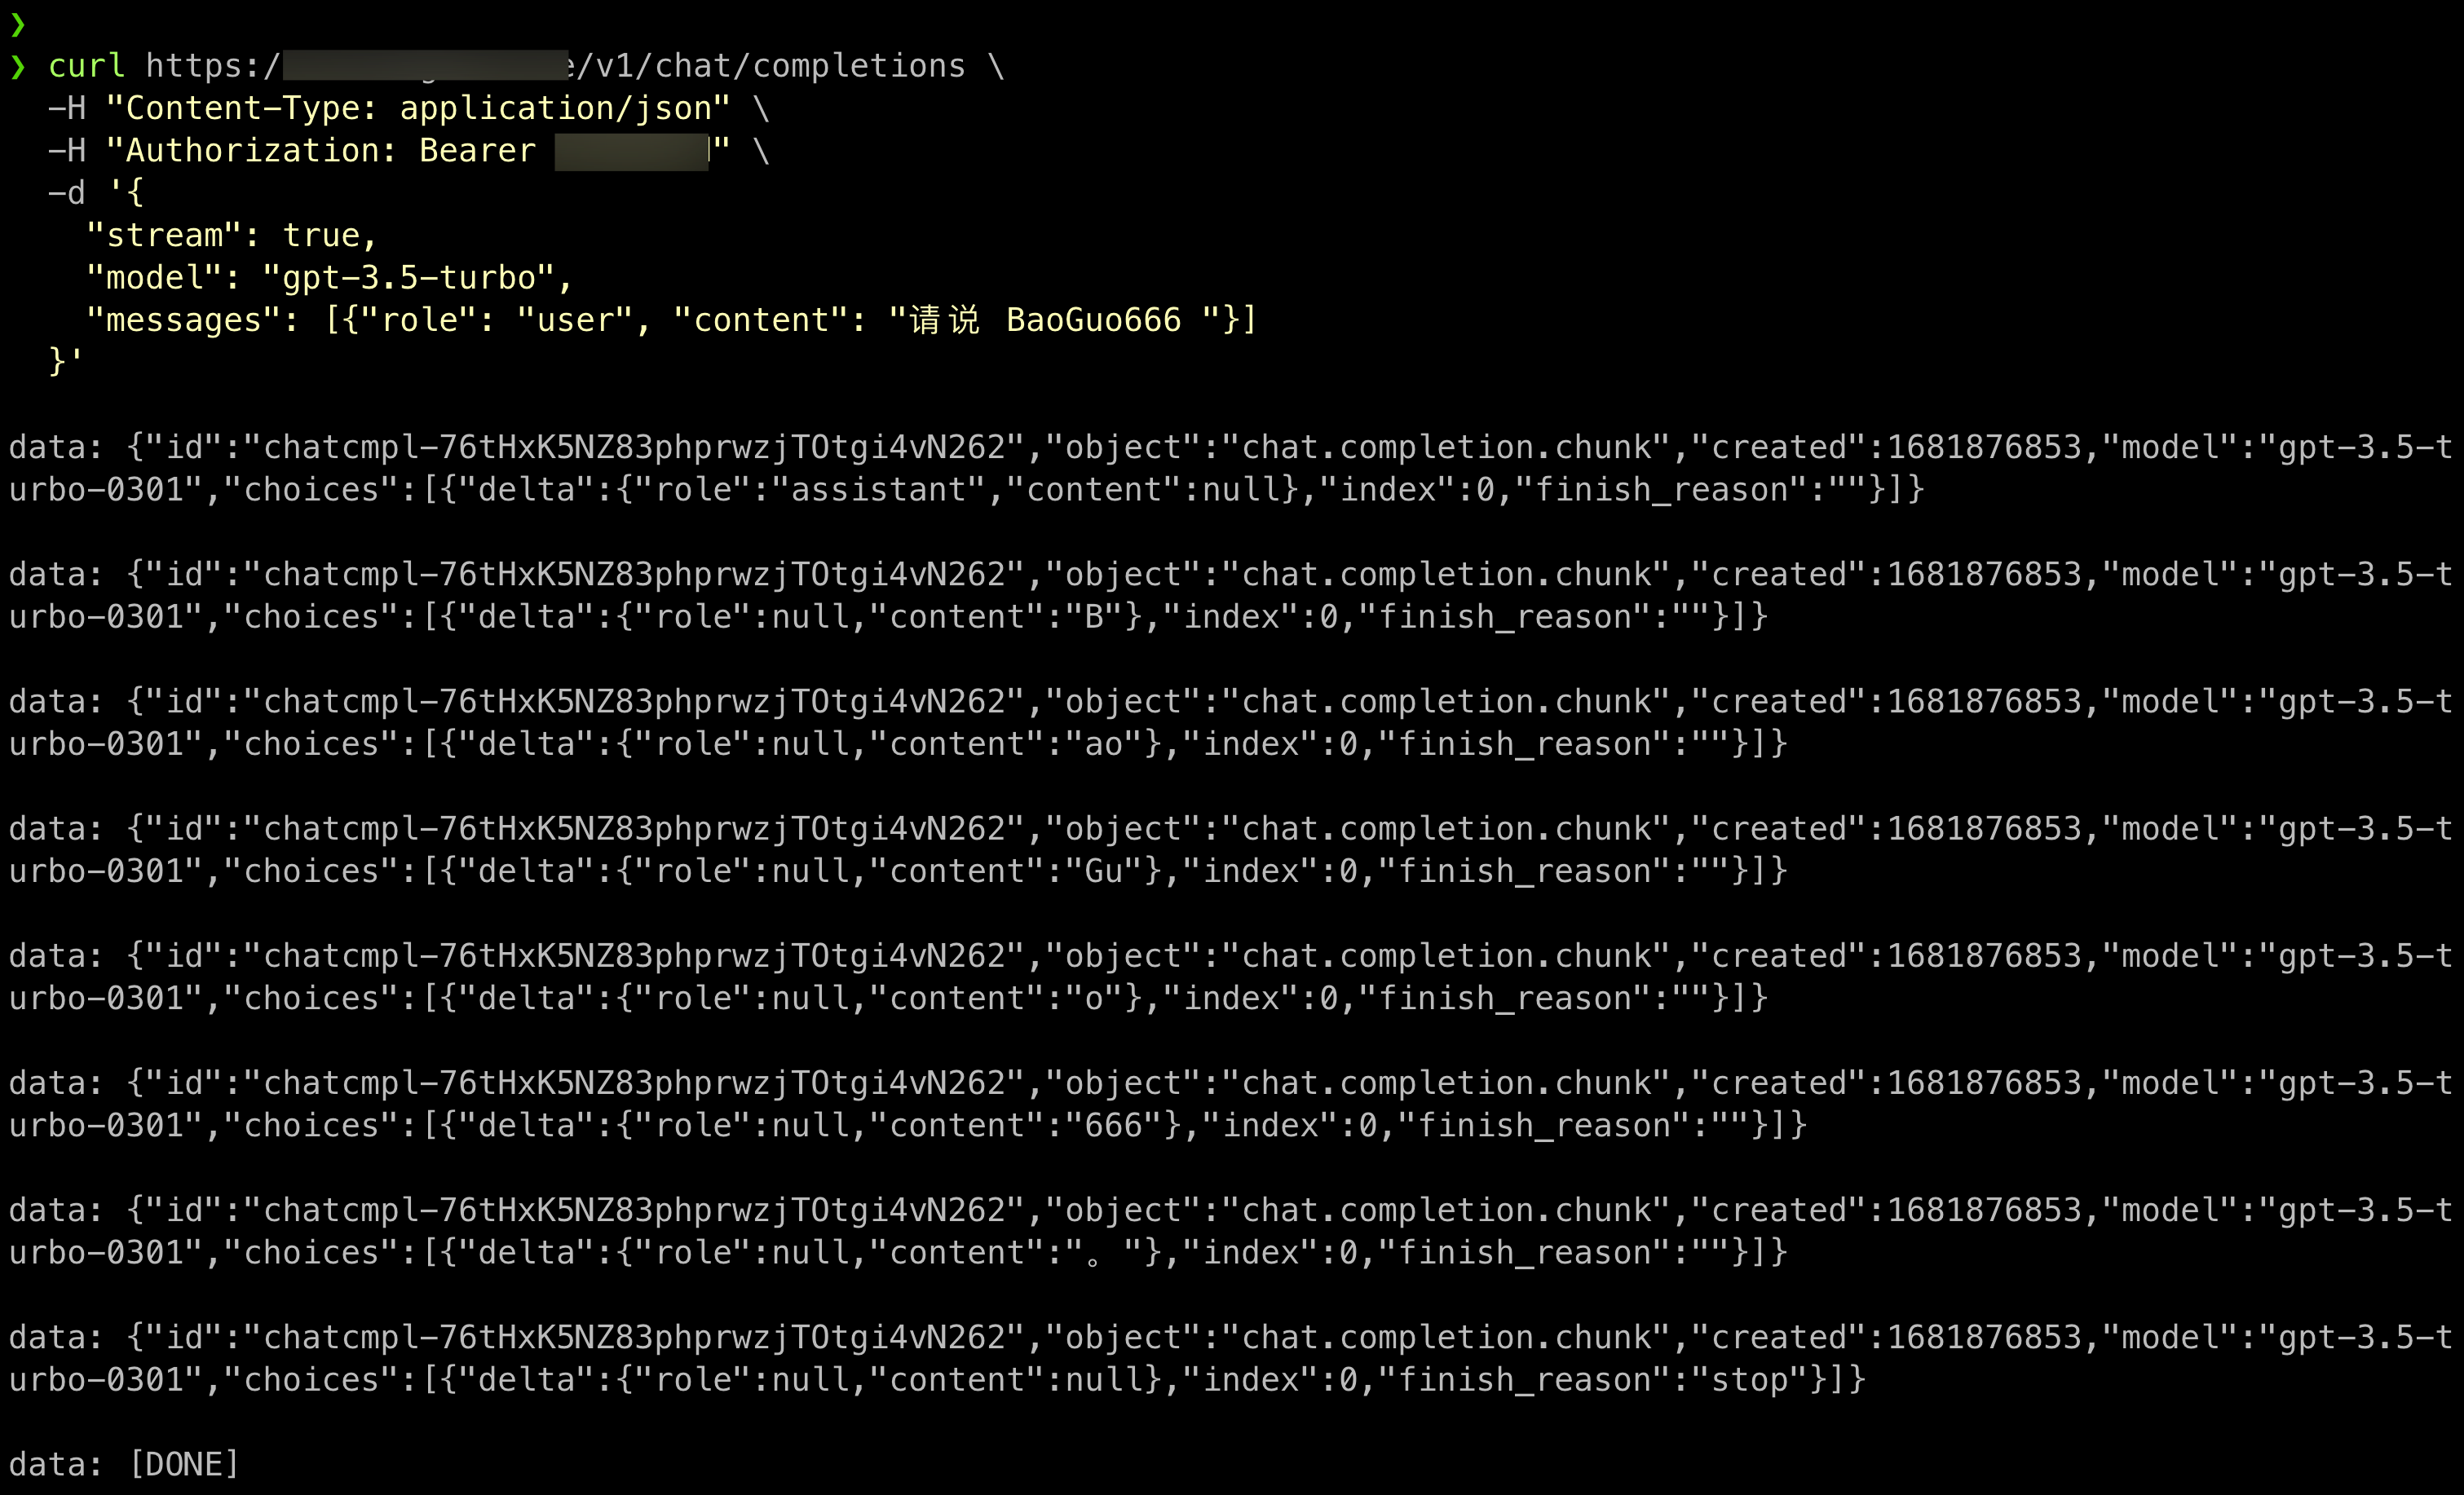 ❯
❯ curl https:/ e/v1/chat/completions \
-H "Content-Type: application/json" \
-H "Authorization: Bearer " \
-d '{
"stream": true,
"model": "gpt-3.5-turbo",
"messages": [{"role": "user", "content": "请说 BaoGuo666 "}]
}'
data: {"id":"chatcmpl-76tHxK5NZ83phprwzjTOtgi4vN262","object":"chat.completion.chunk","created":1681876853,"model":"gpt-3.5-t
urbo-0301","choices":[{"delta":{"role":"assistant","content":null},"index":0,"finish_reason":""}]}
data: {"id":"chatcmpl-76tHxK5NZ83phprwzjTOtgi4vN262","object":"chat.completion.chunk","created":1681876853,"model":"gpt-3.5-t
urbo-0301","choices":[{"delta":{"role":null,"content":"B"},"index":0,"finish_reason":""}]}
data: {"id":"chatcmpl-76tHxK5NZ83phprwzjTOtgi4vN262","object":"chat.completion.chunk","created":1681876853,"model":"gpt-3.5-t
urbo-0301","choices":[{"delta":{"role":null,"content":"ao"},"index":0,"finish_reason":""}]}
data: {"id":"chatcmpl-76tHxK5NZ83phprwzjTOtgi4vN262","object":"chat.completion.chunk","created":1681876853,"model":"gpt-3.5-t
urbo-0301","choices":[{"delta":{"role":null,"content":"Gu"},"index":0,"finish_reason":""}]}
data: {"id":"chatcmpl-76tHxK5NZ83phprwzjTOtgi4vN262","object":"chat.completion.chunk","created":1681876853,"model":"gpt-3.5-t
urbo-0301","choices":[{"delta":{"role":null,"content":"o"},"index":0,"finish_reason":""}]}
data: {"id":"chatcmpl-76tHxK5NZ83phprwzjTOtgi4vN262","object":"chat.completion.chunk","created":1681876853,"model":"gpt-3.5-t
urbo-0301","choices":[{"delta":{"role":null,"content":"666"},"index":0,"finish_reason":""}]}
data: {"id":"chatcmpl-76tHxK5NZ83phprwzjTOtgi4vN262","object":"chat.completion.chunk","created":1681876853,"model":"gpt-3.5-t
urbo-0301","choices":[{"delta":{"role":null,"content":"。"},"index":0,"finish_reason":""}]}
data: {"id":"chatcmpl-76tHxK5NZ83phprwzjTOtgi4vN262","object":"chat.completion.chunk","created":1681876853,"model":"gpt-3.5-t
urbo-0301","choices":[{"delta":{"role":null,"content":null},"index":0,"finish_reason":"stop"}]}
data: [DONE]